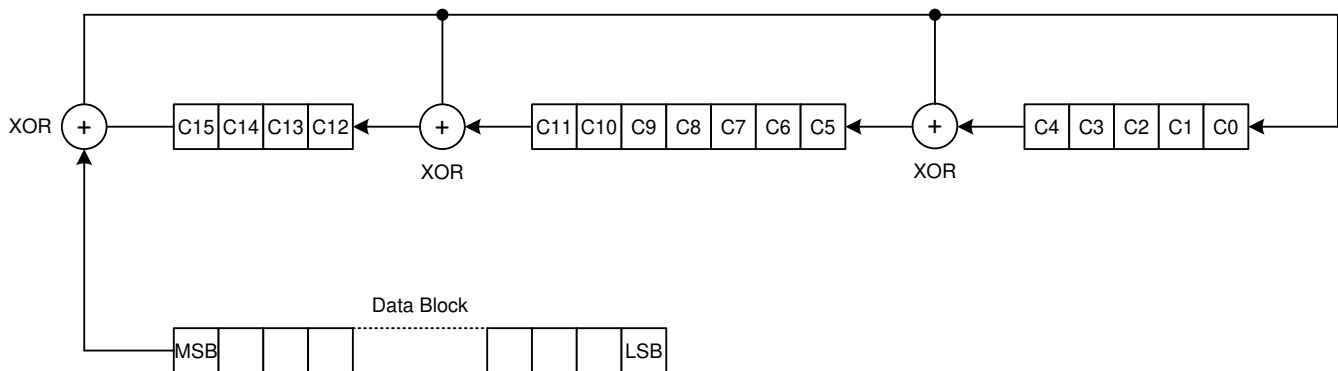 XOR + C15 C14 C13 C12 + C11 C10 C9 C8 C7 C6 C5 + C4 C3 C2 C1 C0
XOR XOR
Data Block
MSB LSB